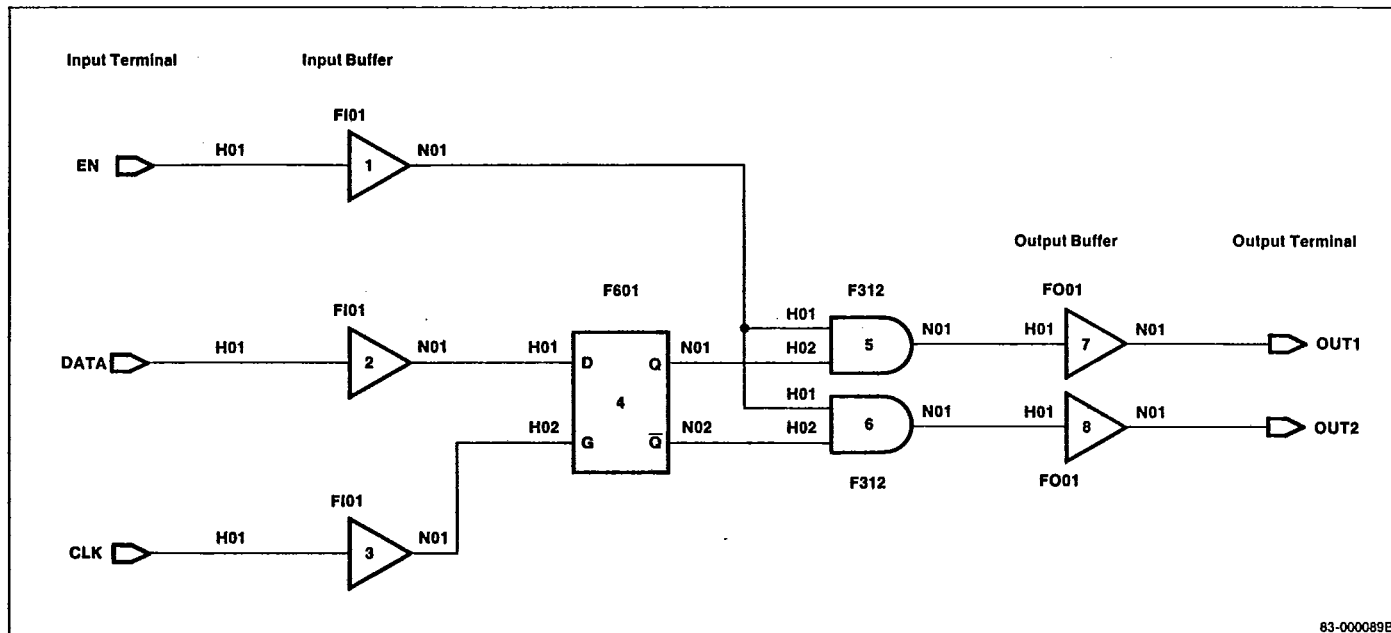 Input Terminal Input Buffer
FI01
EN H01 1 N01
Output Buffer Output Terminal
F601 F312 FO01
FI01
H01 N01 H01 7 N01 OUT1
5
DATA H01 2 N01 H01 D Q N01 H02
4
H01 N01 H01 8 N01 OUT2
6
H02 G Q̅ N02 H02
F312 FO01
FI01
CLK H01 3 N01
83-000089B